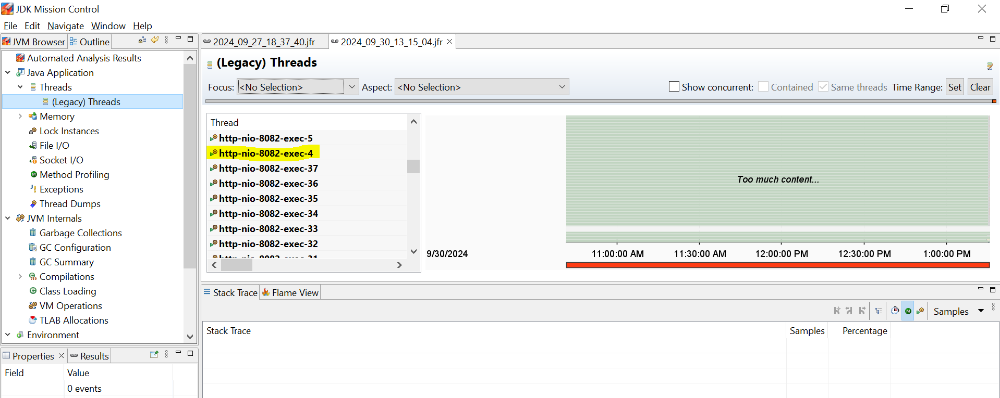 JDK Mission Control
File Edit Navigate Window Help
JVM Browser Outline
Automated Analysis Results
Java Application
Threads
(Legacy) Threads
Memory
Lock Instances
File I/O
Socket I/O
Method Profiling
Exceptions
Thread Dumps
JVM Internals
Garbage Collections
GC Configuration
GC Summary
Compilations
Class Loading
VM Operations
TLAB Allocations
Environment
Properties Results
Field Value
0 events
2024_09_27_18_37_40.jfr 2024_09_30_13_15_04.jfr
(Legacy) Threads
Focus: <No Selection> Aspect: <No Selection> Show concurrent: Contained Same threads Time Range: Set Clear
Thread
http-nio-8082-exec-5
http-nio-8082-exec-4
http-nio-8082-exec-37
http-nio-8082-exec-36
http-nio-8082-exec-35
http-nio-8082-exec-34
http-nio-8082-exec-33
http-nio-8082-exec-32
http-nio-8082-exec-31
Too much content...
9/30/2024 11:00:00 AM 11:30:00 AM 12:00:00 PM 12:30:00 PM 1:00:00 PM
Stack Trace Flame View
Samples
Stack Trace Samples Percentage